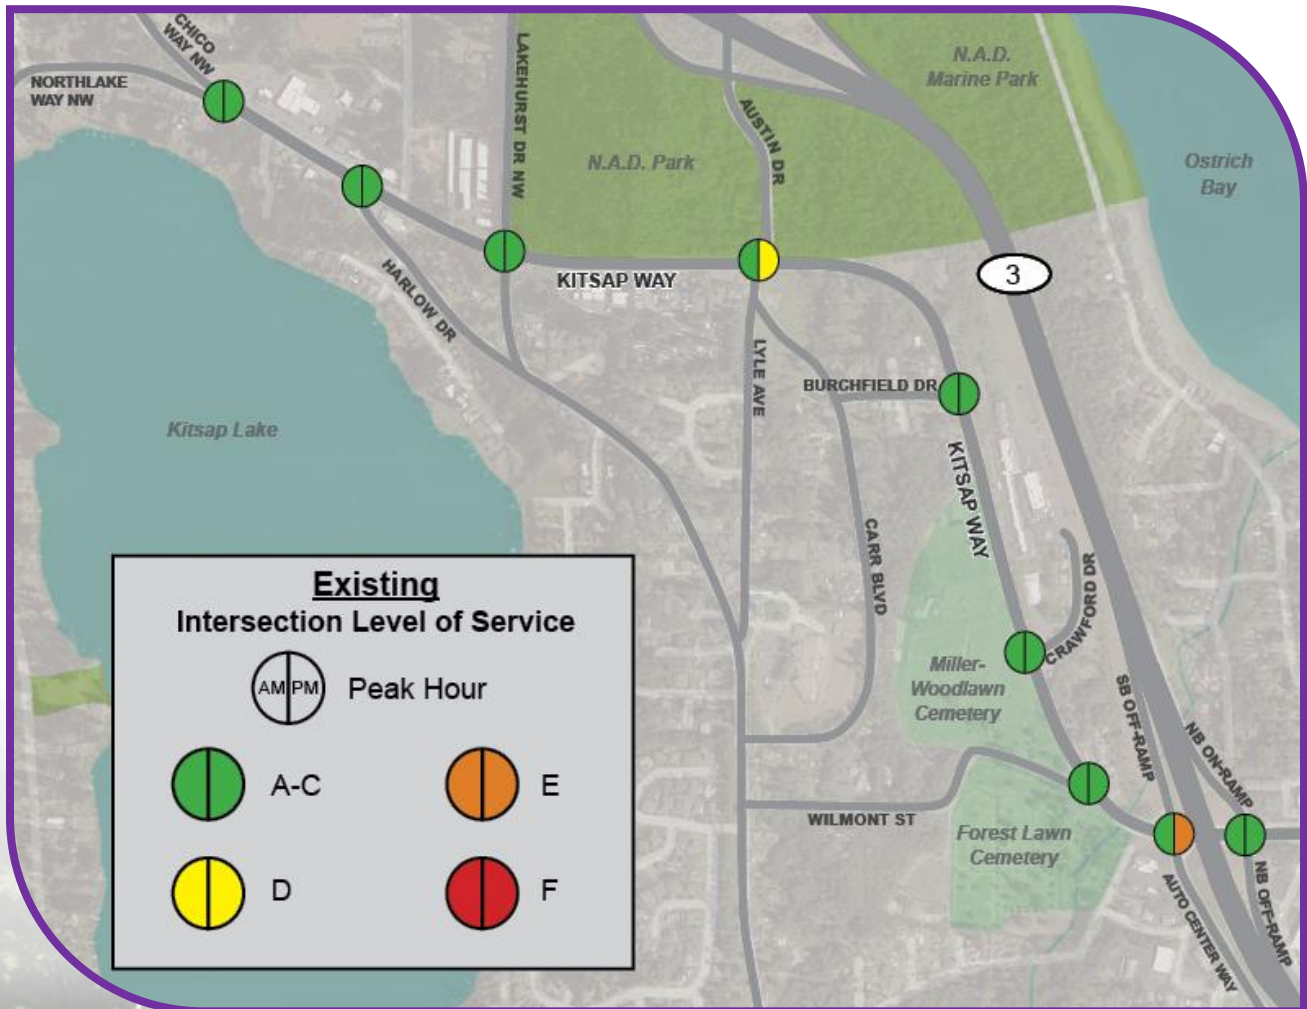 CHICO
WAY NW
NORTHLAKE
WAY NW
LAKEHURST DR NW
N.A.D. Park
AUSTIN DR
N.A.D.
Marine Park
Ostrich
Bay
3
KITSAP WAY
HARLOW DR
LYLE AVE
BURCHFIELD DR
Kitsap Lake
KITSAP WAY
CARR BLVD
CRAWFORD DR
Miller-
Woodlawn
Cemetery
SB OFF-RAMP
NB ON-RAMP
WILMONT ST
Forest Lawn
Cemetery
AUTO CENTER WAY
NB OFF-RAMP
Existing
Intersection Level of Service
AM PM Peak Hour
A-C
E
D
F